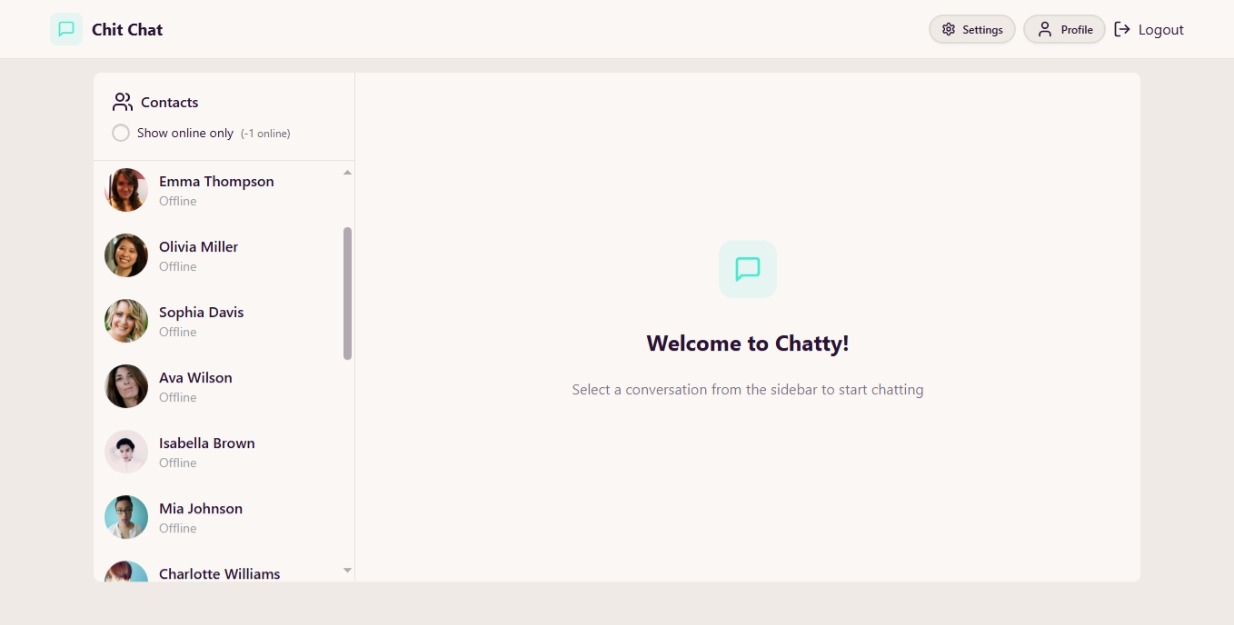 Chit Chat
Settings
Profile
Logout
Contacts
Show online only (-1 online)
Emma Thompson
Offline
Olivia Miller
Offline
Sophia Davis
Offline
Ava Wilson
Offline
Isabella Brown
Offline
Mia Johnson
Offline
Charlotte Williams
Welcome to Chatty!
Select a conversation from the sidebar to start chatting